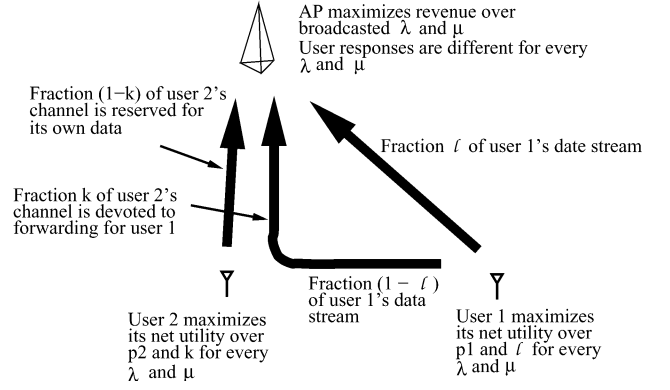 AP maximizes revenue over
broadcasted λ and μ
User responses are different for every
λ and μ
Fraction (1−k) of user 2's
channel is reserved for
its own data
Fraction l of user 1's date stream
Fraction k of user 2's
channel is devoted to
forwarding for user 1
Fraction (1 − l )
of user 1's data
stream
User 2 maximizes
its net utility over
p2 and k for every
λ and μ
User 1 maximizes
its net utility over
p1 and l for every
λ and μ